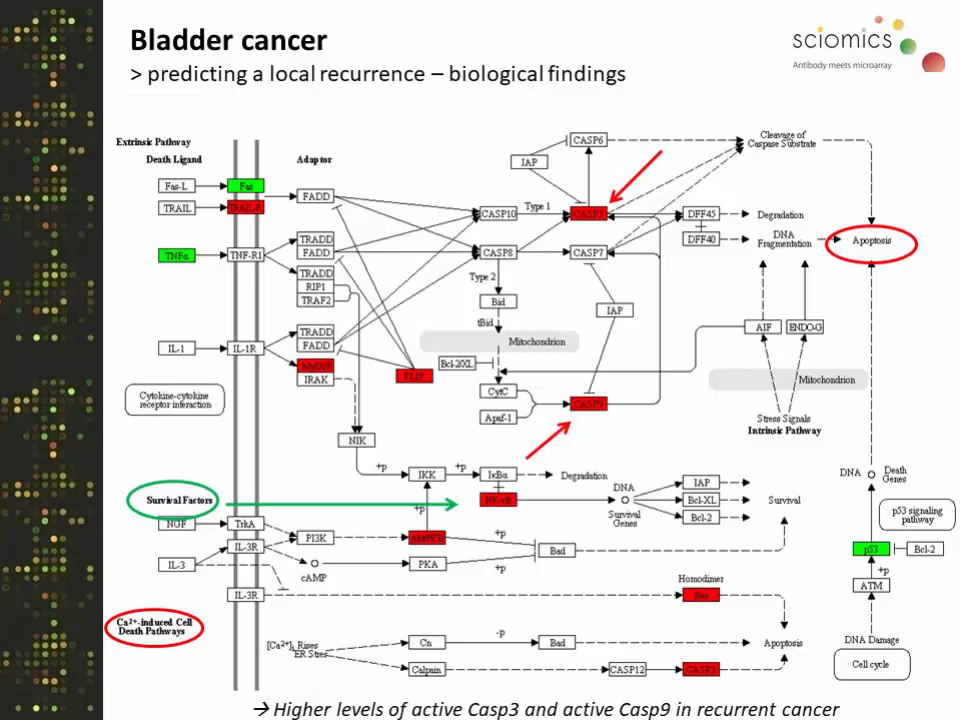 Bladder cancer
> predicting a local recurrence – biological findings
sciomics
Antibody meets microarray
Extrinsic Pathway
Death Ligand
Adaptor
Fas-L
Fas
FADD
TRAIL
TRAIL-R
TNFα
TNF-R1
TRADD
FADD
TRADD
RIP1
TRAF2
IL-1
IL-1R
TRADD
FADD
MyD88
IRAK
FLIP
Cytokine-cytokine
receptor interaction
CASP6
IAP
CASP10
Type 1
CASP3
CASP8
CASP7
Type 2
Bid
tBid
Mitochondrion
Bcl-2/XL
CytC
Apaf-1
CASP9
IAP
DFF45
DFF40
Degradation
DNA
Fragmentation
Cleavage of
Caspase Substrate
Apoptosis
AIF
ENDO-G
Mitochondrion
Stress Signals
Intrinsic Pathway
NIK
+p
IKK
+p
IκBα
Degradation
NF-κB
DNA
Survival
Genes
IAP
Bcl-XL
Bcl-2
Survival
Survival Factors
NGF
TrkA
PI3K
Akt/PKB
+p
+p
IL-3
IL-3R
cAMP
PKA
+p
Bad
IL-3R
Homodimer
Bax
Ca2+-induced Cell
Death Pathways
[Ca2+]i Rises
ER Stress
Cn
-p
Bad
Apoptosis
Calpain
CASP12
CASP3
DNA
Death
Genes
p53 signaling
pathway
p53
Bcl-2
+p
ATM
DNA Damage
Cell cycle
→ Higher levels of active Casp3 and active Casp9 in recurrent cancer